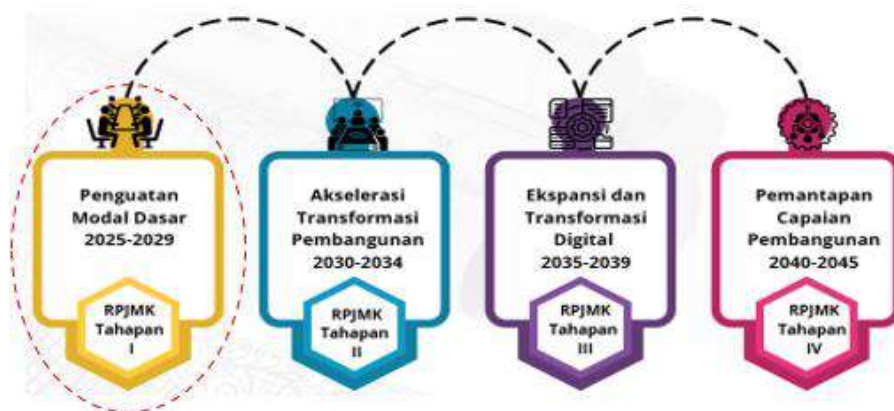 Penguatan
Modal Dasar
2025-2029
RPJMK
Tahapan
I
Akselerasi
Transformasi
Pembangunan
2030-2034
RPJMK
Tahapan
II
Ekspansi dan
Transformasi
Digital
2035-2039
RPJMK
Tahapan
III
Pemantapan
Capaian
Pembangunan
2040-2045
RPJMK
Tahapan
IV